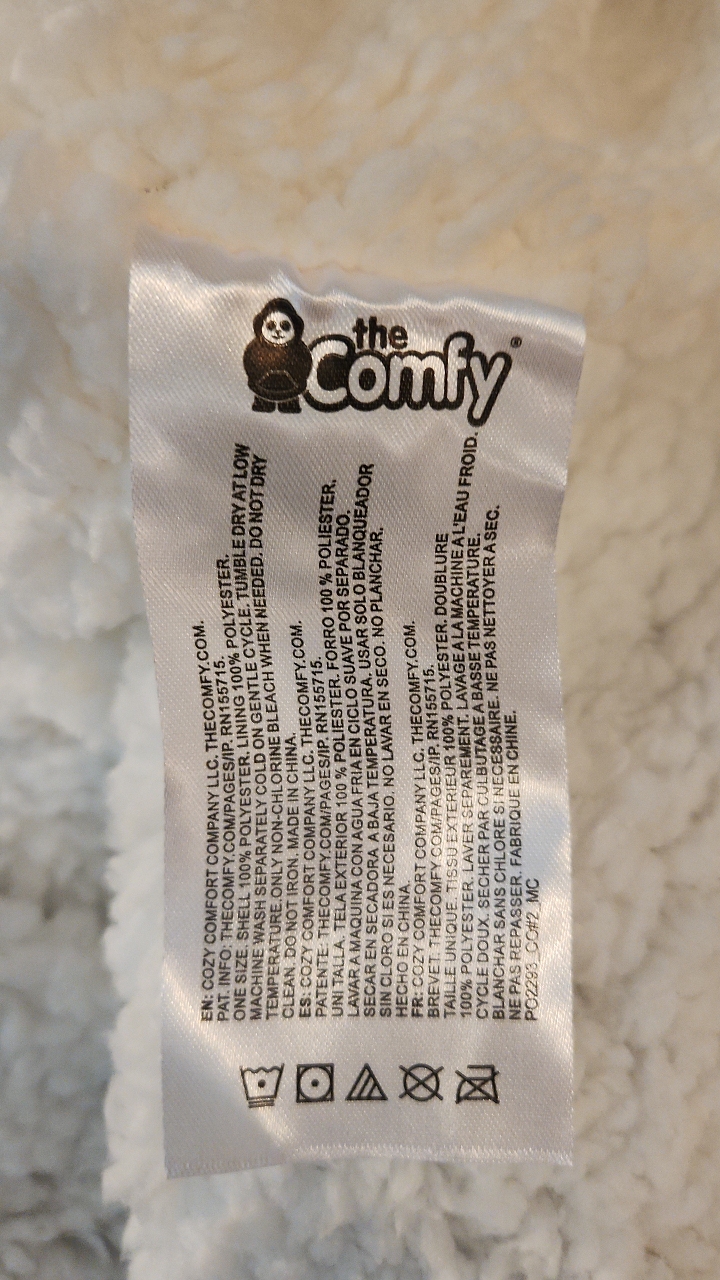 the
Comfy®
EN: COZY COMFORT COMPANY LLC. THECOMFY.COM.
PAT. INFO: THECOMFY.COM/PAGES/IP. RN155715.
ONE SIZE. SHELL 100% POLYESTER. LINING 100% POLYESTER.
MACHINE WASH SEPARATELY COLD ON GENTLE CYCLE. TUMBLE DRY AT LOW
TEMPERATURE. ONLY NON-CHLORINE BLEACH WHEN NEEDED. DO NOT DRY
CLEAN. DO NOT IRON. MADE IN CHINA.
ES: COZY COMFORT COMPANY LLC. THECOMFY.COM.
PATENTE: THECOMFY.COM/PAGES/IP. RN155715.
UNI TALLA. TELA EXTERIOR 100 % POLIESTER. FORRO 100 % POLIESTER.
LAVAR A MAQUINA CON AGUA FRIA EN CICLO SUAVE POR SEPARADO.
SECAR EN SECADORA A BAJA TEMPERATURA. USAR SOLO BLANQUEADOR
SIN CLORO SI ES NECESARIO. NO LAVAR EN SECO. NO PLANCHAR.
HECHO EN CHINA.
FR: COZY COMFORT COMPANY LLC. THECOMFY.COM.
BREVET. THECOMFY COM/PAGES/IP. RN155715.
TAILLE UNIQUE. TISSU EXTERIEUR 100% POLYESTER. DOUBLURE
100% POLYESTER. LAVER SEPAREMENT. LAVAGE A LA MACHINE A L'EAU FROID.
CYCLE DOUX. SECHER PAR CULBUTAGE A BASSE TEMPERATURE.
BLANCHAR SANS CHLORE SI NECESSAIRE. NE PAS NETTOYER A SEC.
NE PAS REPASSER. FABRIQUE EN CHINE.
PO2293_CO#2_MC